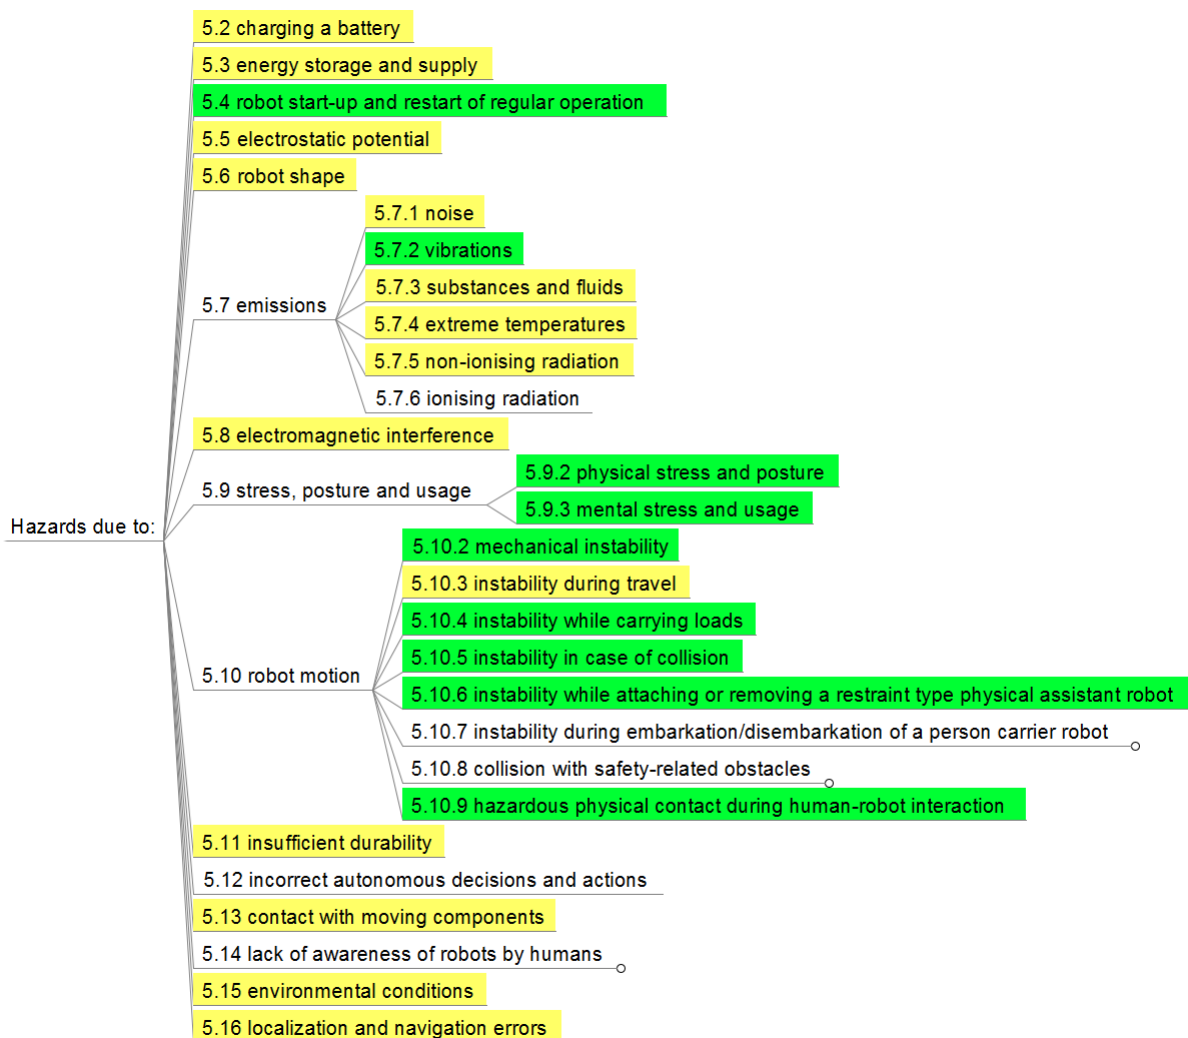 5.2 charging a battery
5.3 energy storage and supply
5.4 robot start-up and restart of regular operation
5.5 electrostatic potential
5.6 robot shape
5.7.1 noise
5.7.2 vibrations
5.7.3 substances and fluids
5.7 emissions
5.7.4 extreme temperatures
5.7.5 non-ionising radiation
5.7.6 ionising radiation
5.8 electromagnetic interference
5.9.2 physical stress and posture
5.9 stress, posture and usage
5.9.3 mental stress and usage
Hazards due to:
5.10.2 mechanical instability
5.10.3 instability during travel
5.10.4 instability while carrying loads
5.10.5 instability in case of collision
5.10 robot motion
5.10.6 instability while attaching or removing a restraint type physical assistant robot
5.10.7 instability during embarkation/disembarkation of a person carrier robot
5.10.8 collision with safety-related obstacles
5.10.9 hazardous physical contact during human-robot interaction
5.11 insufficient durability
5.12 incorrect autonomous decisions and actions
5.13 contact with moving components
5.14 lack of awareness of robots by humans
5.15 environmental conditions
5.16 localization and navigation errors